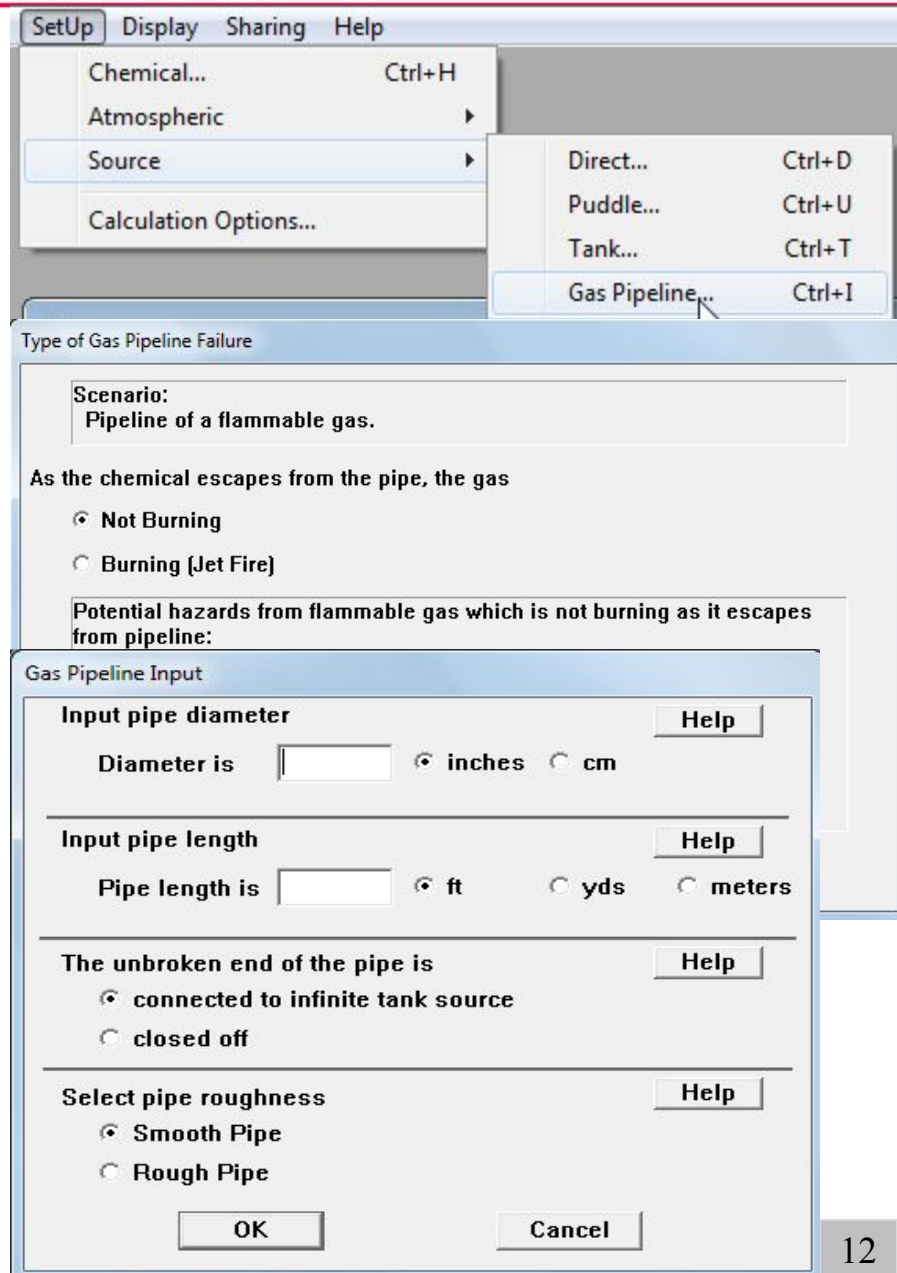 SetUp Display Sharing Help
Chemical... Ctrl+H
Atmospheric
Source
Calculation Options...
Direct... Ctrl+D
Puddle... Ctrl+U
Tank... Ctrl+T
Gas Pipeline... Ctrl+I
Type of Gas Pipeline Failure
Scenario:
Pipeline of a flammable gas.
As the chemical escapes from the pipe, the gas
Not Burning
Burning (Jet Fire)
Potential hazards from flammable gas which is not burning as it escapes
from pipeline:
Gas Pipeline Input
Input pipe diameter Help
Diameter is inches cm
Input pipe length Help
Pipe length is ft yds meters
The unbroken end of the pipe is Help
connected to infinite tank source
closed off
Select pipe roughness Help
Smooth Pipe
Rough Pipe
OK Cancel
12